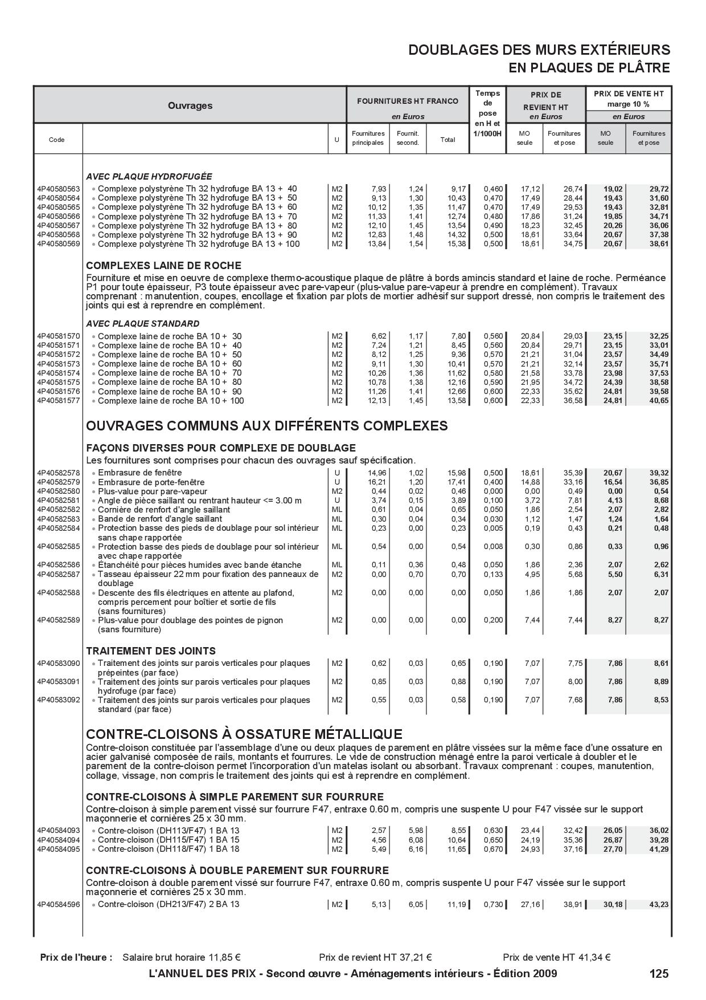 DOUBLAGES DES MURS EXTÉRIEURS
EN PLAQUES DE PLÂTRE
Ouvrages FOURNITURES HT FRANCO en Euros Temps de pose en H et 1/1000H PRIX DE REVIENT HT en Euros PRIX DE VENTE HT marge 10 % en Euros
Code U Fournitures principales Fournit. second. Total MO seule Fournitures et pose MO seule Fournitures et pose
AVEC PLAQUE HYDROFUGÉE
4P40580563 • Complexe polystyrène Th 32 hydrofuge BA 13 + 40 M2 7,93 1,24 9,17 0,460 17,12 26,74 19,02 29,72
4P40580564 • Complexe polystyrène Th 32 hydrofuge BA 13 + 50 M2 9,13 1,30 10,43 0,470 17,49 28,44 19,43 31,60
4P40580565 • Complexe polystyrène Th 32 hydrofuge BA 13 + 60 M2 10,12 1,35 11,47 0,470 17,49 29,53 19,43 32,81
4P40580566 • Complexe polystyrène Th 32 hydrofuge BA 13 + 70 M2 11,33 1,41 12,74 0,480 17,86 31,24 19,85 34,71
4P40580567 • Complexe polystyrène Th 32 hydrofuge BA 13 + 80 M2 12,10 1,45 13,54 0,490 18,23 32,45 20,26 36,06
4P40580568 • Complexe polystyrène Th 32 hydrofuge BA 13 + 90 M2 12,83 1,48 14,32 0,500 18,61 33,64 20,67 37,38
4P40580569 • Complexe polystyrène Th 32 hydrofuge BA 13 + 100 M2 13,84 1,54 15,38 0,500 18,61 34,75 20,67 38,61
COMPLEXES LAINE DE ROCHE
Fourniture et mise en oeuvre de complexe thermo-acoustique plaque de plâtre à bords amincis standard et laine de roche. Perméance
P1 pour toute épaisseur, P3 toute épaisseur avec pare-vapeur (plus-value pare-vapeur à prendre en complément). Travaux
comprenant : manutention, coupes, encollage et fixation par plots de mortier adhésif sur support dressé, non compris le traitement des
joints qui est à reprendre en complément.
AVEC PLAQUE STANDARD
4P40581570 • Complexe laine de roche BA 10 + 30 M2 6,62 1,17 7,80 0,560 20,84 29,03 23,15 32,25
4P40581571 • Complexe laine de roche BA 10 + 40 M2 7,24 1,21 8,45 0,560 20,84 29,71 23,15 33,01
4P40581572 • Complexe laine de roche BA 10 + 50 M2 8,12 1,25 9,36 0,570 21,21 31,04 23,57 34,49
4P40581573 • Complexe laine de roche BA 10 + 60 M2 9,11 1,30 10,41 0,570 21,21 32,14 23,57 35,71
4P40581574 • Complexe laine de roche BA 10 + 70 M2 10,26 1,36 11,62 0,580 21,58 33,78 23,98 37,53
4P40581575 • Complexe laine de roche BA 10 + 80 M2 10,78 1,38 12,16 0,590 21,95 34,72 24,39 38,58
4P40581576 • Complexe laine de roche BA 10 + 90 M2 11,26 1,41 12,66 0,600 22,33 35,62 24,81 39,58
4P40581577 • Complexe laine de roche BA 10 + 100 M2 12,13 1,45 13,58 0,600 22,33 36,58 24,81 40,65
OUVRAGES COMMUNS AUX DIFFÉRENTS COMPLEXES
FAÇONS DIVERSES POUR COMPLEXE DE DOUBLAGE
Les fournitures sont comprises pour chacun des ouvrages sauf spécification.
4P40582578 • Embrasure de fenêtre U 14,96 1,02 15,98 0,500 18,61 35,39 20,67 39,32
4P40582579 • Embrasure de porte-fenêtre U 16,21 1,20 17,41 0,400 14,88 33,16 16,54 36,85
4P40582580 • Plus-value pour pare-vapeur M2 0,44 0,02 0,46 0,000 0,00 0,49 0,00 0,54
4P40582581 • Angle de pièce saillant ou rentrant hauteur <= 3.00 m U 3,74 0,15 3,89 0,100 3,72 7,81 4,13 8,68
4P40582582 • Cornière de renfort d'angle saillant ML 0,61 0,04 0,65 0,050 1,86 2,54 2,07 2,82
4P40582583 • Bande de renfort d'angle saillant ML 0,30 0,04 0,34 0,030 1,12 1,47 1,24 1,64
4P40582584 • Protection basse des pieds de doublage pour sol intérieur ML 0,23 0,00 0,23 0,005 0,19 0,43 0,21 0,48
sans chape rapportée
4P40582585 • Protection basse des pieds de doublage pour sol intérieur ML 0,54 0,00 0,54 0,008 0,30 0,86 0,33 0,96
avec chape rapportée
4P40582586 • Étanchéité pour pièces humides avec bande étanche ML 0,11 0,36 0,48 0,050 1,86 2,36 2,07 2,62
4P40582587 • Tasseau épaisseur 22 mm pour fixation des panneaux de M2 0,00 0,70 0,70 0,133 4,95 5,68 5,50 6,31
doublage
4P40582588 • Descente des fils électriques en attente au plafond, M2 0,00 0,00 0,00 0,050 1,86 1,86 2,07 2,07
compris percement pour boîtier et sortie de fils
(sans fournitures)
4P40582589 • Plus-value pour doublage des pointes de pignon M2 0,00 0,00 0,00 0,200 7,44 7,44 8,27 8,27
(sans fourniture)
TRAITEMENT DES JOINTS
4P40583090 • Traitement des joints sur parois verticales pour plaques M2 0,62 0,03 0,65 0,190 7,07 7,75 7,86 8,61
prépeintes (par face)
4P40583091 • Traitement des joints sur parois verticales pour plaques M2 0,85 0,03 0,88 0,190 7,07 8,00 7,86 8,89
hydrofuge (par face)
4P40583092 • Traitement des joints sur parois verticales pour plaques M2 0,55 0,03 0,58 0,190 7,07 7,68 7,86 8,53
standard (par face)
CONTRE-CLOISONS À OSSATURE MÉTALLIQUE
Contre-cloison constituée par l'assemblage d'une ou deux plaques de parement en plâtre vissées sur la même face d'une ossature en
acier galvanisé composée de rails, montants et fourrures. Le vide de construction ménagé entre la paroi verticale à doubler et le
parement de la contre-cloison permet l'incorporation d'un matelas isolant ou absorbant. Travaux comprenant : coupes, manutention,
collage, vissage, non compris le traitement des joints qui est à reprendre en complément.
CONTRE-CLOISONS À SIMPLE PAREMENT SUR FOURRURE
Contre-cloison à simple parement vissé sur fourrure F47, entraxe 0.60 m, compris une suspente U pour F47 vissée sur le support
maçonnerie et cornières 25 x 30 mm.
4P40584093 • Contre-cloison (DH113/F47) 1 BA 13 M2 2,57 5,98 8,55 0,630 23,44 32,42 26,05 36,02
4P40584094 • Contre-cloison (DH115/F47) 1 BA 15 M2 4,56 6,08 10,64 0,650 24,19 35,36 26,87 39,28
4P40584095 • Contre-cloison (DH118/F47) 1 BA 18 M2 5,49 6,16 11,65 0,670 24,93 37,16 27,70 41,29
CONTRE-CLOISONS À DOUBLE PAREMENT SUR FOURRURE
Contre-cloison à double parement vissé sur fourrure F47, entraxe 0.60 m, compris suspente U pour F47 vissée sur le support
maçonnerie et cornières 25 x 30 mm.
4P40584596 • Contre-cloison (DH213/F47) 2 BA 13 M2 5,13 6,05 11,19 0,730 27,16 38,91 30,18 43,23
Prix de l'heure : Salaire brut horaire 11,85 € Prix de revient HT 37,21 € Prix de vente HT 41,34 €
L'ANNUEL DES PRIX - Second œuvre - Aménagements intérieurs - Édition 2009 125